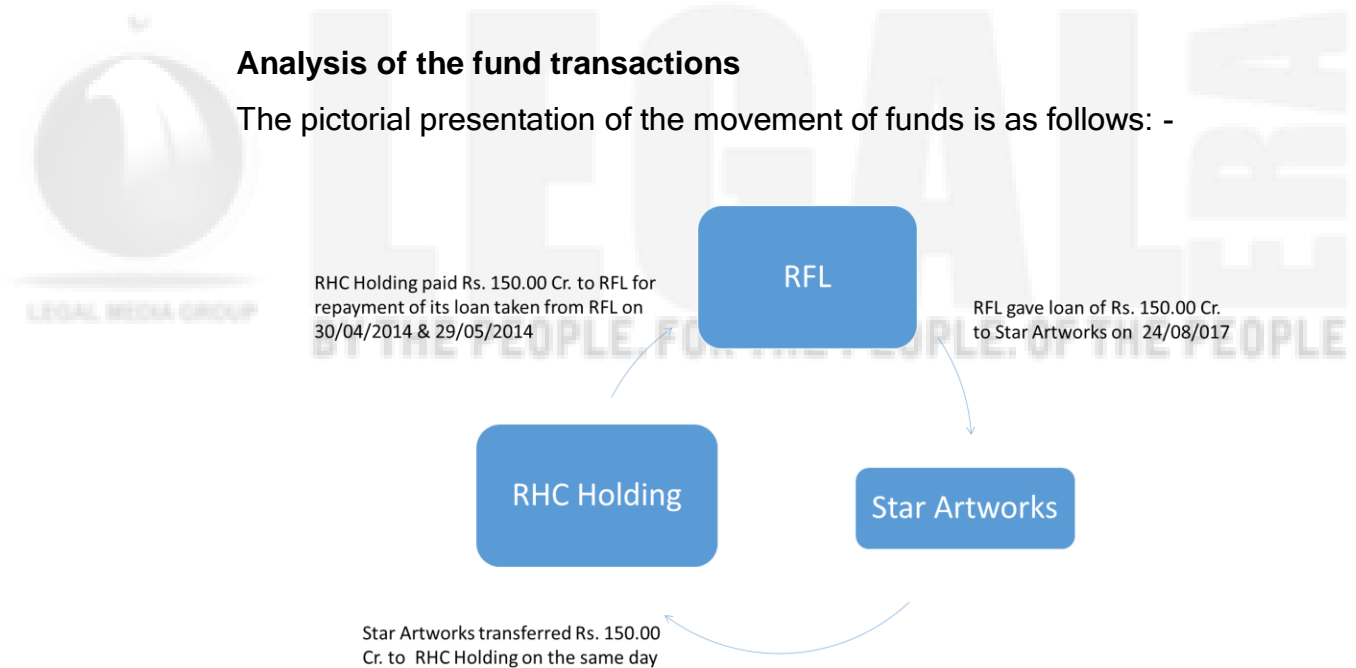 Analysis of the fund transactions
The pictorial presentation of the movement of funds is as follows: -
RFL
RHC Holding paid Rs. 150.00 Cr. to RFL for
repayment of its loan taken from RFL on
30/04/2014 & 29/05/2014
RFL gave loan of Rs. 150.00 Cr.
to Star Artworks on 24/08/017
RHC Holding
Star Artworks
Star Artworks transferred Rs. 150.00
Cr. to RHC Holding on the same day
LEGAL ERA
LEGAL MEDIA GROUP
BY THE PEOPLE. FOR THE PEOPLE. OF THE PEOPLE